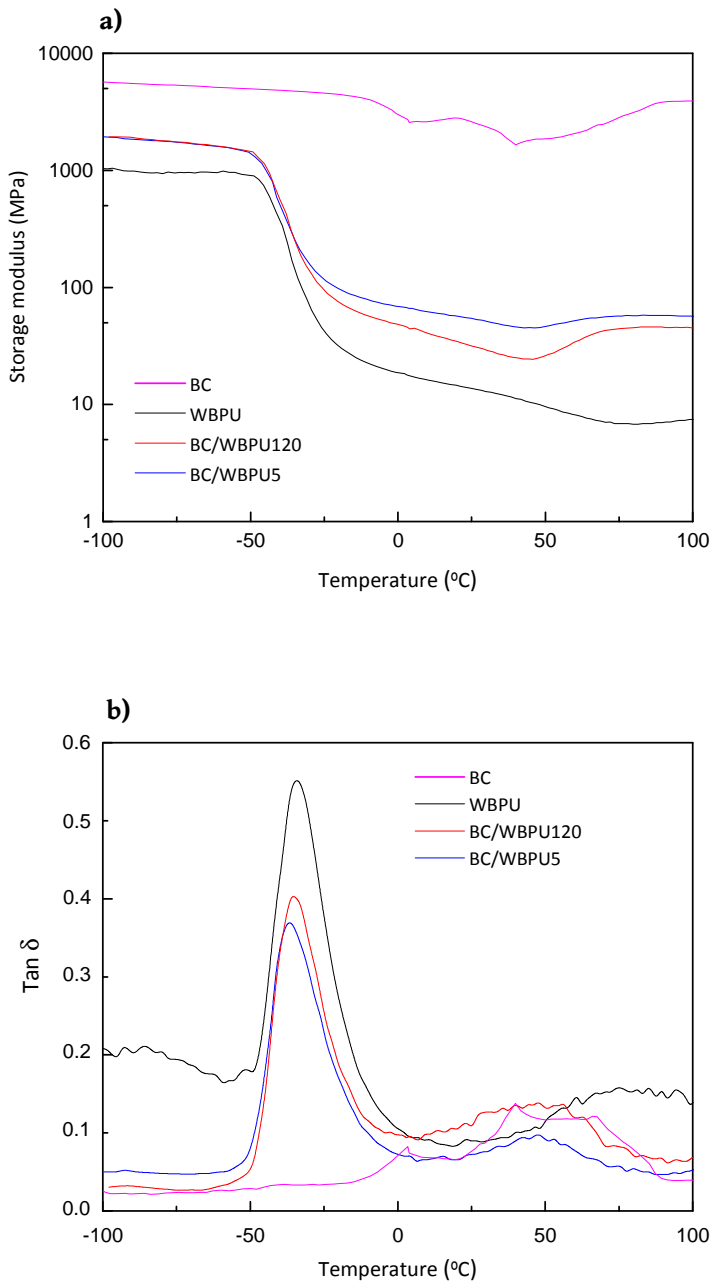 a)
10000
1000
100
10
1
Storage modulus (MPa)
BC
WBPU
BC/WBPU120
BC/WBPU5
-100
-50
0
50
100
Temperature (ºC)
b)
0.6
0.5
0.4
0.3
0.2
0.1
0.0
Tan δ
BC
WBPU
BC/WBPU120
BC/WBPU5
-100
-50
0
50
100
Temperature (ºC)